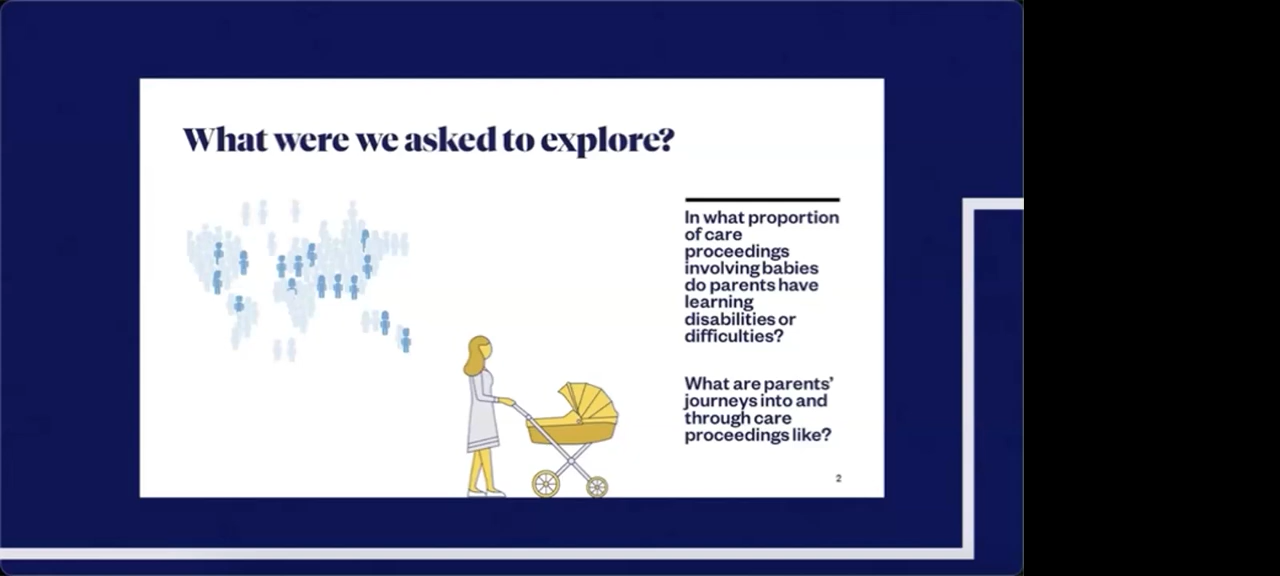 What were we asked to explore?
In what proportion
of care
proceedings
involving babies
do parents have
learning
disabilities or
difficulties?
What are parents’
journeys into and
through care
proceedings like?
2